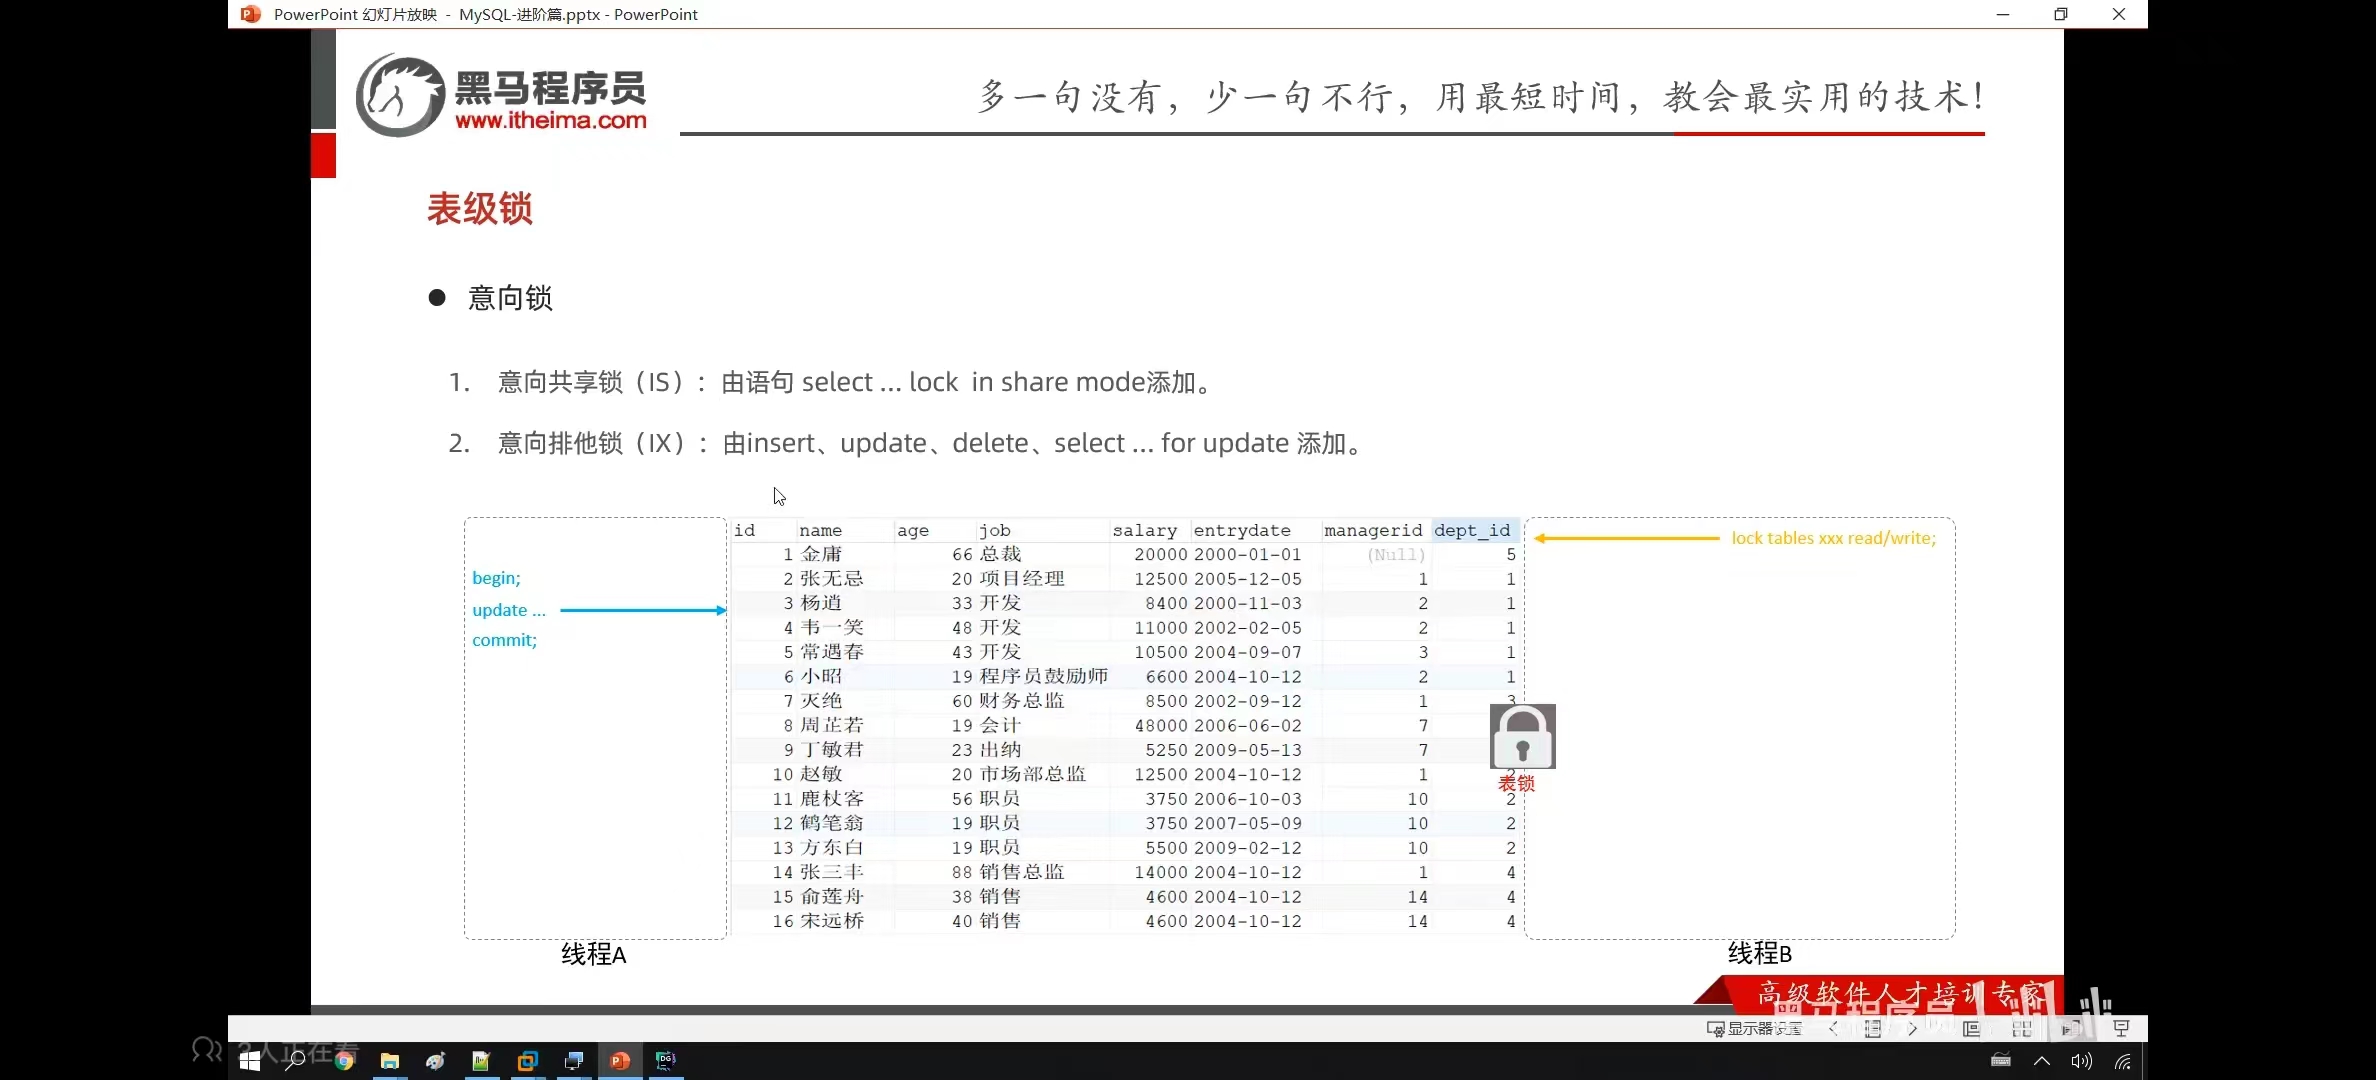 PowerPoint 幻灯片放映 - MySQL-进阶篇.pptx - PowerPoint
黑马程序员
www.itheima.com
多一句没有，少一句不行，用最短时间，教会最实用的技术！
表级锁
● 意向锁
1. 意向共享锁（IS）：由语句 select ... lock in share mode添加。
2. 意向排他锁（IX）：由insert、update、delete、select ... for update 添加。
begin;
update ...
commit;
线程A
id name age job salary entrydate managerid dept_id
1 金庸 66 总裁 20000 2000-01-01 (Null) 5
2 张无忌 20 项目经理 12500 2005-12-05 1 1
3 杨逍 33 开发 8400 2000-11-03 2 1
4 韦一笑 48 开发 11000 2002-02-05 2 1
5 常遇春 43 开发 10500 2004-09-07 3 1
6 小昭 19 程序员鼓励师 6600 2004-10-12 2 1
7 灭绝 60 财务总监 8500 2002-09-12 1 3
8 周芷若 19 会计 48000 2006-06-02 7
9 丁敏君 23 出纳 5250 2009-05-13 7
10 赵敏 20 市场部总监 12500 2004-10-12 1 2
11 鹿杖客 56 职员 3750 2006-10-03 10 2
12 鹤笔翁 19 职员 3750 2007-05-09 10 2
13 方东白 19 职员 5500 2009-02-12 10 2
14 张三丰 88 销售总监 14000 2004-10-12 1 4
15 俞莲舟 38 销售 4600 2004-10-12 14 4
16 宋远桥 40 销售 4600 2004-10-12 14 4
表锁
lock tables xxx read/write;
线程B
高级软件人才培训专家
黑马程序员
显示器设置
3人正在看